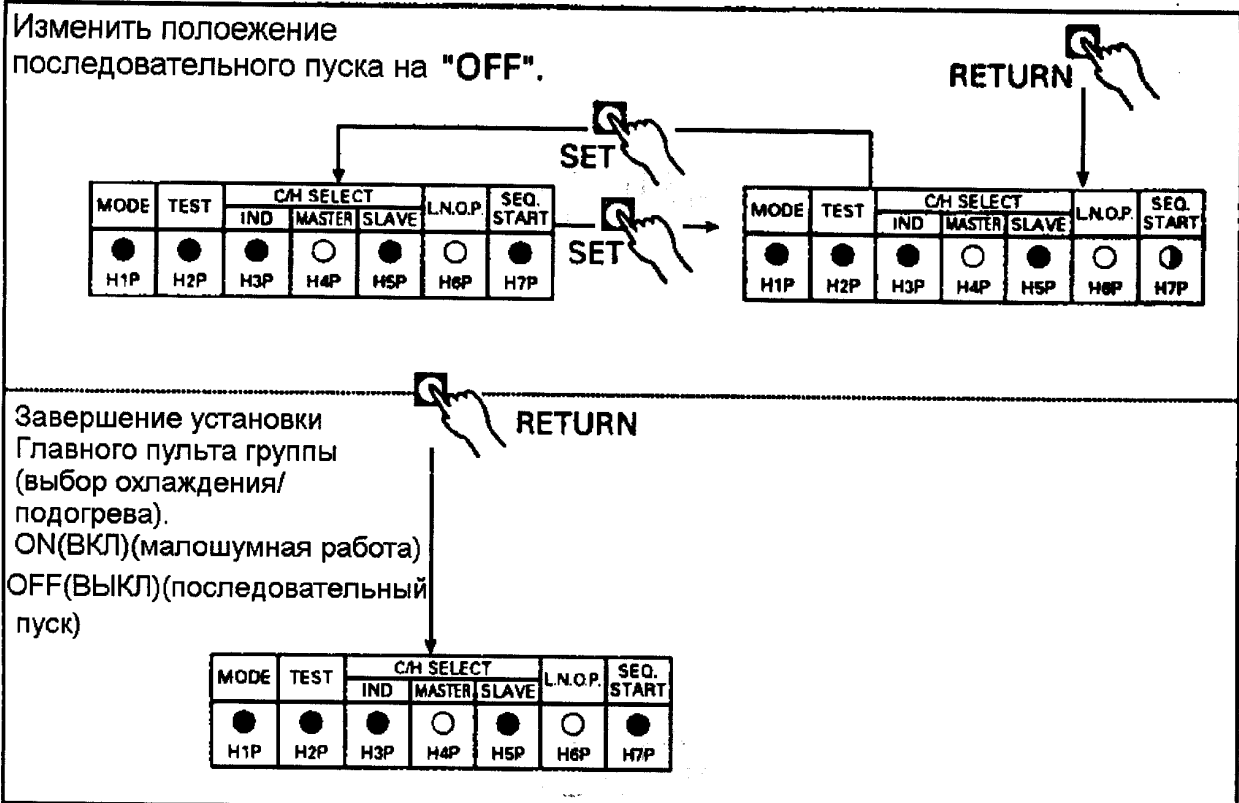 Изменить полоежение
последовательного пуска на "OFF".
RETURN
SET
MODE TEST C/H SELECT L.N.O.P. SEQ. START
IND MASTER SLAVE
H1P H2P H3P H4P H5P H6P H7P
SET
MODE TEST C/H SELECT L.N.O.P. SEQ. START
IND MASTER SLAVE
H1P H2P H3P H4P H5P H6P H7P
RETURN
Завершение установки
Главного пульта группы
(выбор охлаждения/
подогрева).
ON(ВКЛ)(малошумная работа)
OFF(ВЫКЛ)(последовательный
пуск)
MODE TEST C/H SELECT L.N.O.P. SEQ. START
IND MASTER SLAVE
H1P H2P H3P H4P H5P H6P H7P